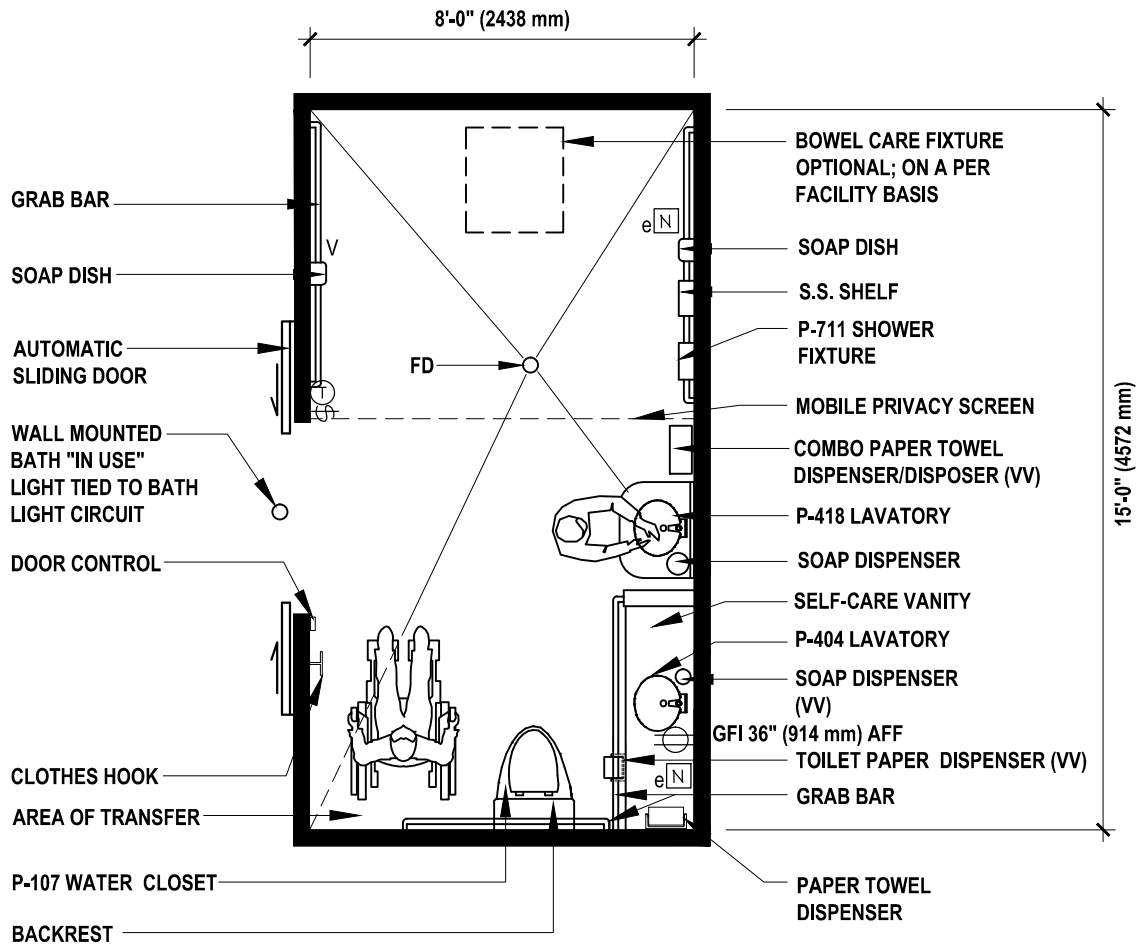 8'-0" (2438 mm)
BOWEL CARE FIXTURE
OPTIONAL; ON A PER
FACILITY BASIS
GRAB BAR
e N
V
SOAP DISH
SOAP DISH
S.S. SHELF
AUTOMATIC
SLIDING DOOR
P-711 SHOWER
FIXTURE
FD
T
S
MOBILE PRIVACY SCREEN
15'-0" (4572 mm)
WALL MOUNTED
BATH "IN USE"
LIGHT TIED TO BATH
LIGHT CIRCUIT
COMBO PAPER TOWEL
DISPENSER/DISPOSER (VV)
P-418 LAVATORY
DOOR CONTROL
SOAP DISPENSER
SELF-CARE VANITY
P-404 LAVATORY
SOAP DISPENSER
(VV)
GFI 36" (914 mm) AFF
TOILET PAPER DISPENSER (VV)
e N
CLOTHES HOOK
GRAB BAR
AREA OF TRANSFER
P-107 WATER CLOSET
PAPER TOWEL
DISPENSER
BACKREST